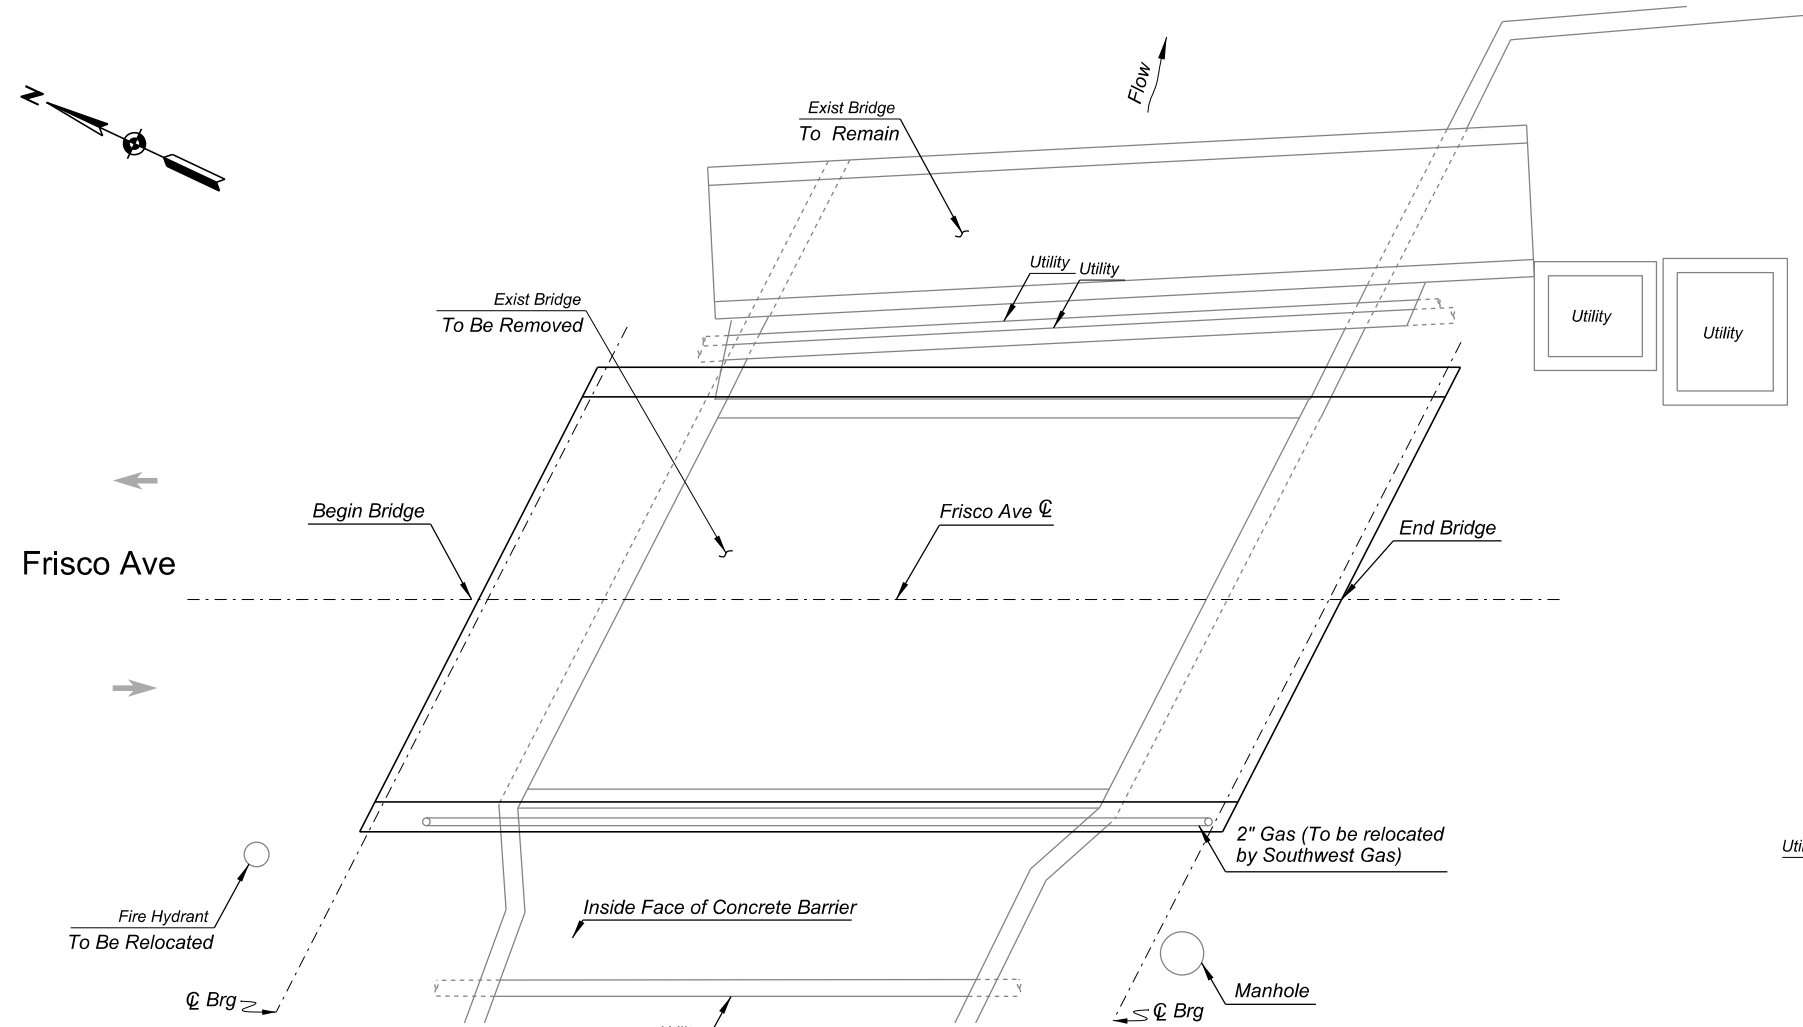 Flow
N
Exist Bridge
To Remain
Utility
Utility
Exist Bridge
To Be Removed
Utility
Utility
Begin Bridge
Frisco Ave ℄
End Bridge
Frisco Ave
2" Gas (To be relocated
by Southwest Gas)
Inside Face of Concrete Barrier
Fire Hydrant
To Be Relocated
Manhole
℄ Brg
℄ Brg